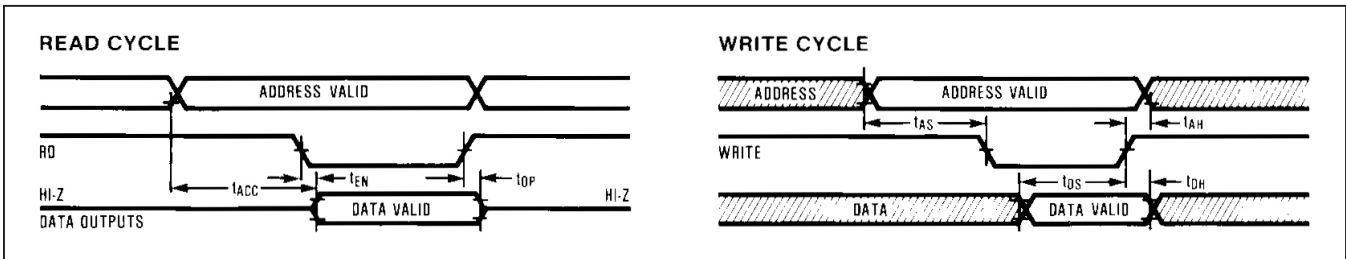 READ CYCLE
ADDRESS VALID
RD
tACC
tEN
tOP
HI-Z
HI-Z
DATA VALID
DATA OUTPUTS
WRITE CYCLE
ADDRESS
ADDRESS VALID
tAS
tAH
WRITE
tDS
tDH
DATA
DATA VALID